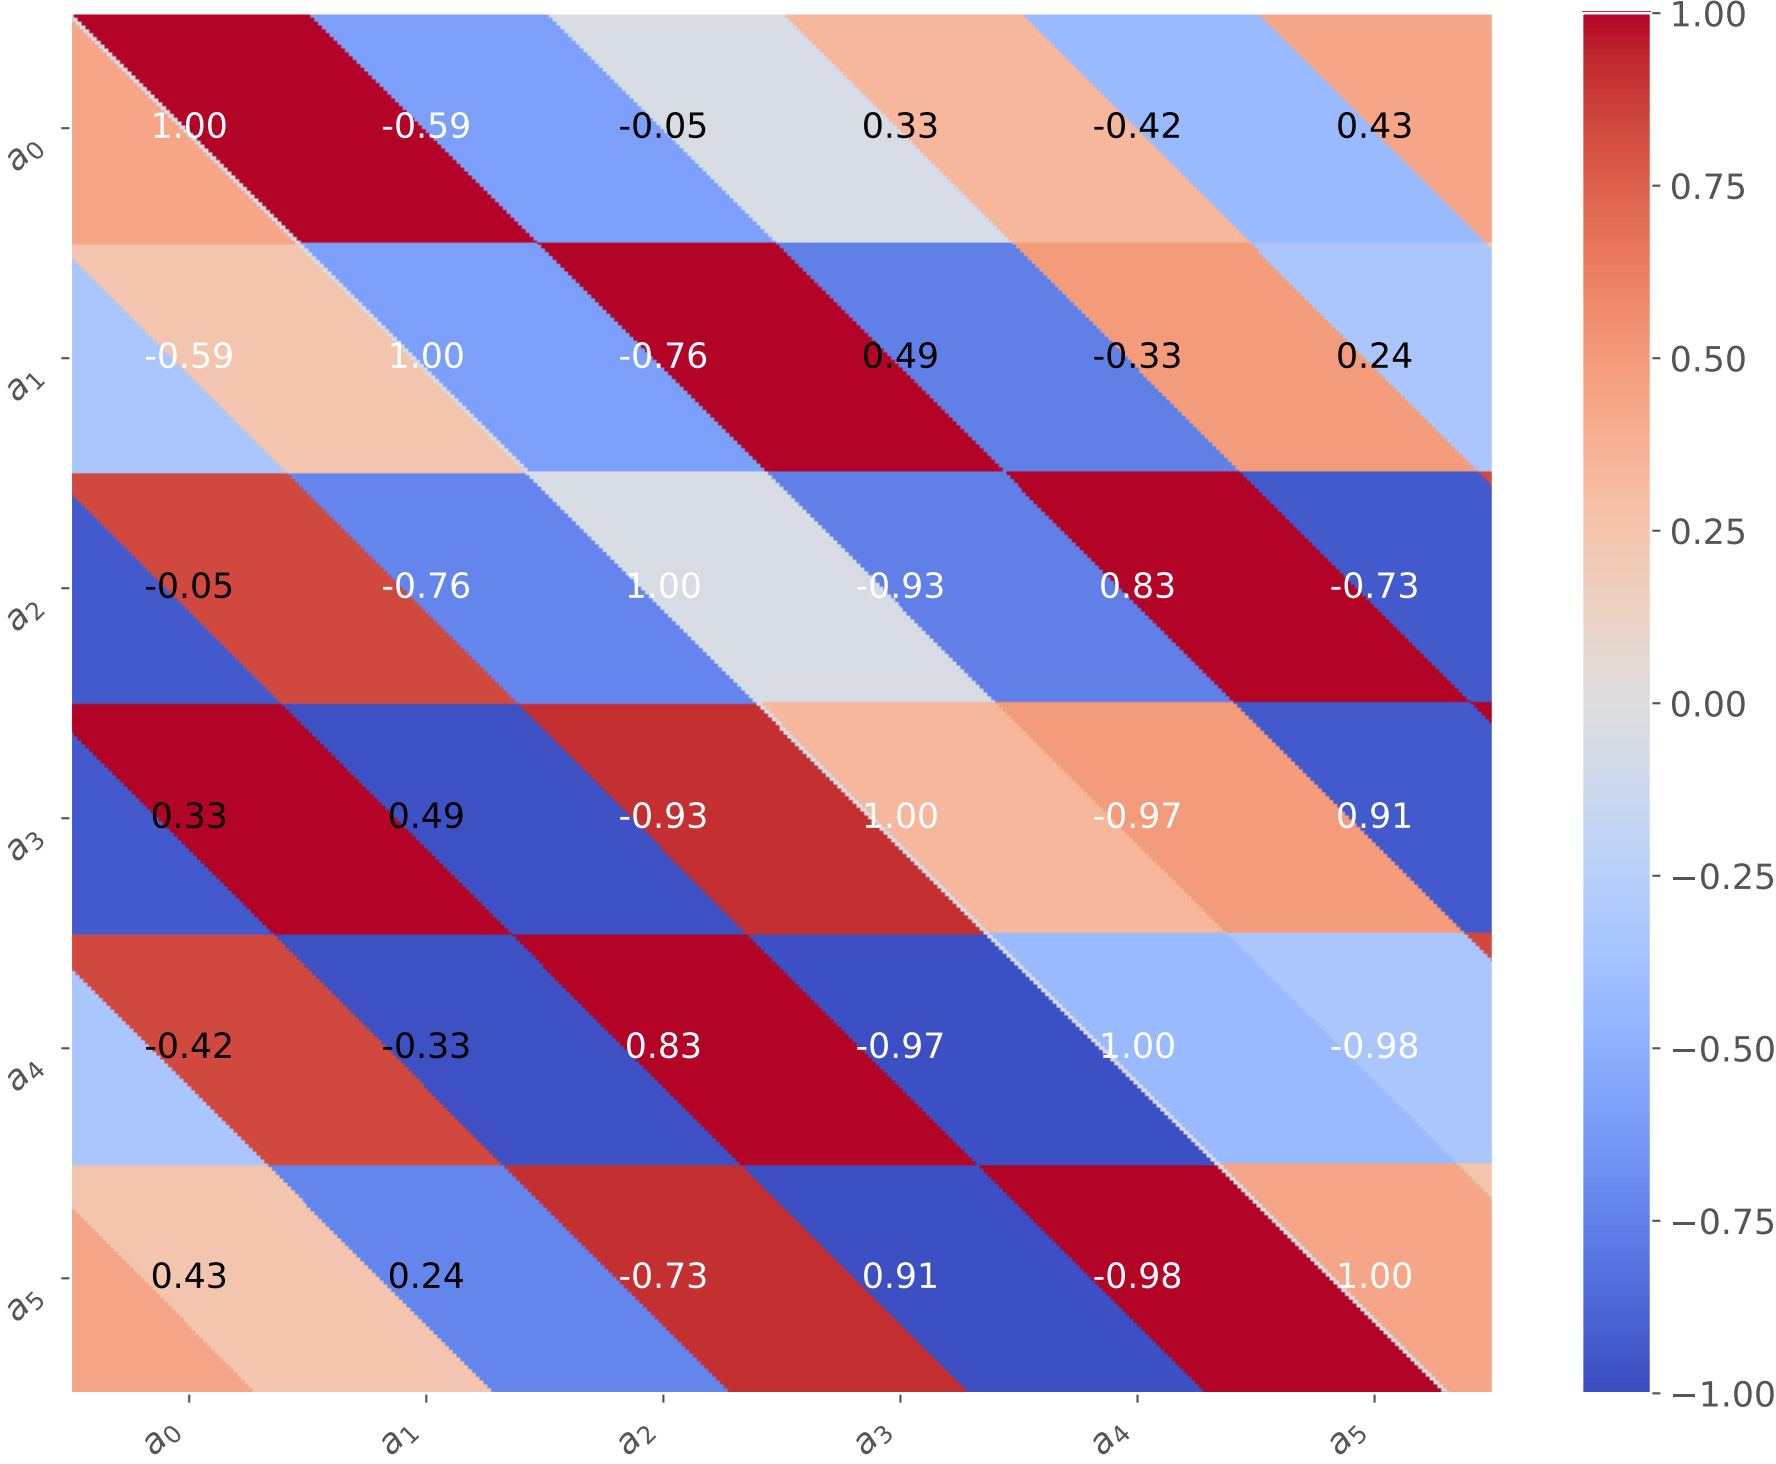 1.00
a0 1.00 -0.59 -0.05 0.33 -0.42 0.43
0.75
a1 -0.59 1.00 -0.76 0.49 -0.33 0.24
0.50
0.25
a2 -0.05 -0.76 1.00 -0.93 0.83 -0.73
0.00
a3 0.33 0.49 -0.93 1.00 -0.97 0.91
−0.25
a4 -0.42 -0.33 0.83 -0.97 1.00 -0.98
−0.50
−0.75
a5 0.43 0.24 -0.73 0.91 -0.98 1.00
−1.00
a0 a1 a2 a3 a4 a5